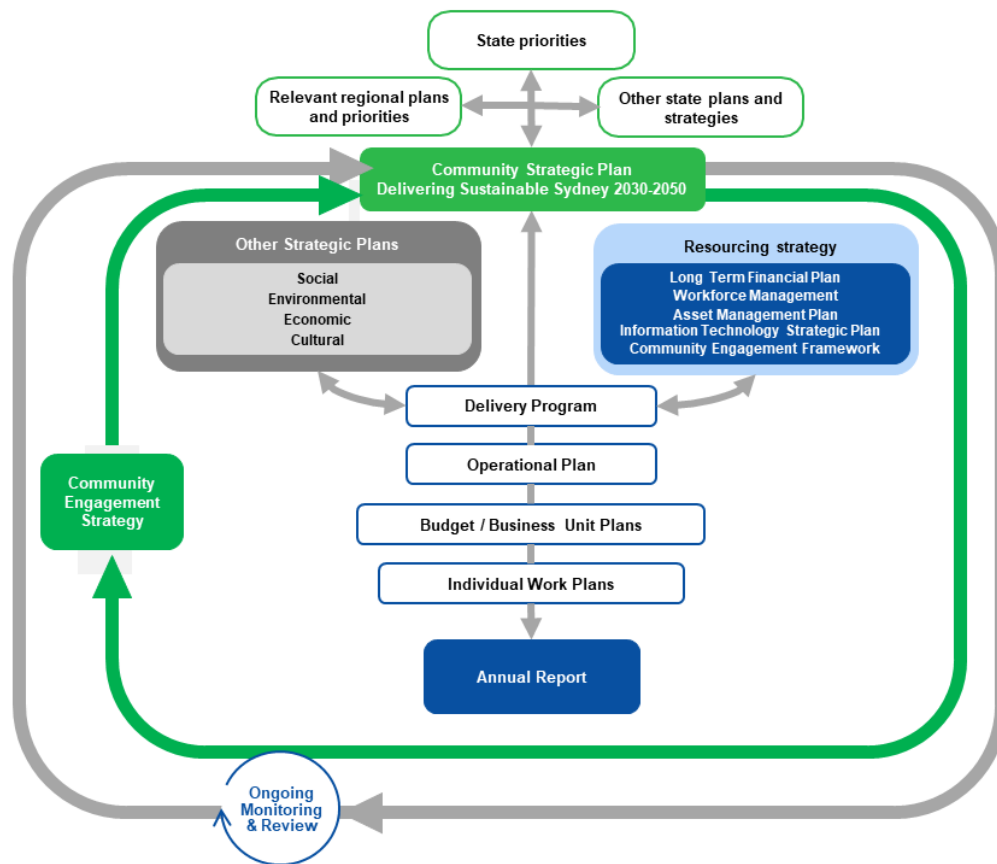 State priorities
Relevant regional plans
and priorities
Other state plans and
strategies
Community Strategic Plan
Delivering Sustainable Sydney 2030-2050
Other Strategic Plans
Social
Environmental
Economic
Cultural
Resourcing strategy
Long Term Financial Plan
Workforce Management
Asset Management Plan
Information Technology Strategic Plan
Community Engagement Framework
Delivery Program
Operational Plan
Community
Engagement
Strategy
Budget / Business Unit Plans
Individual Work Plans
Annual Report
Ongoing
Monitoring
& Review